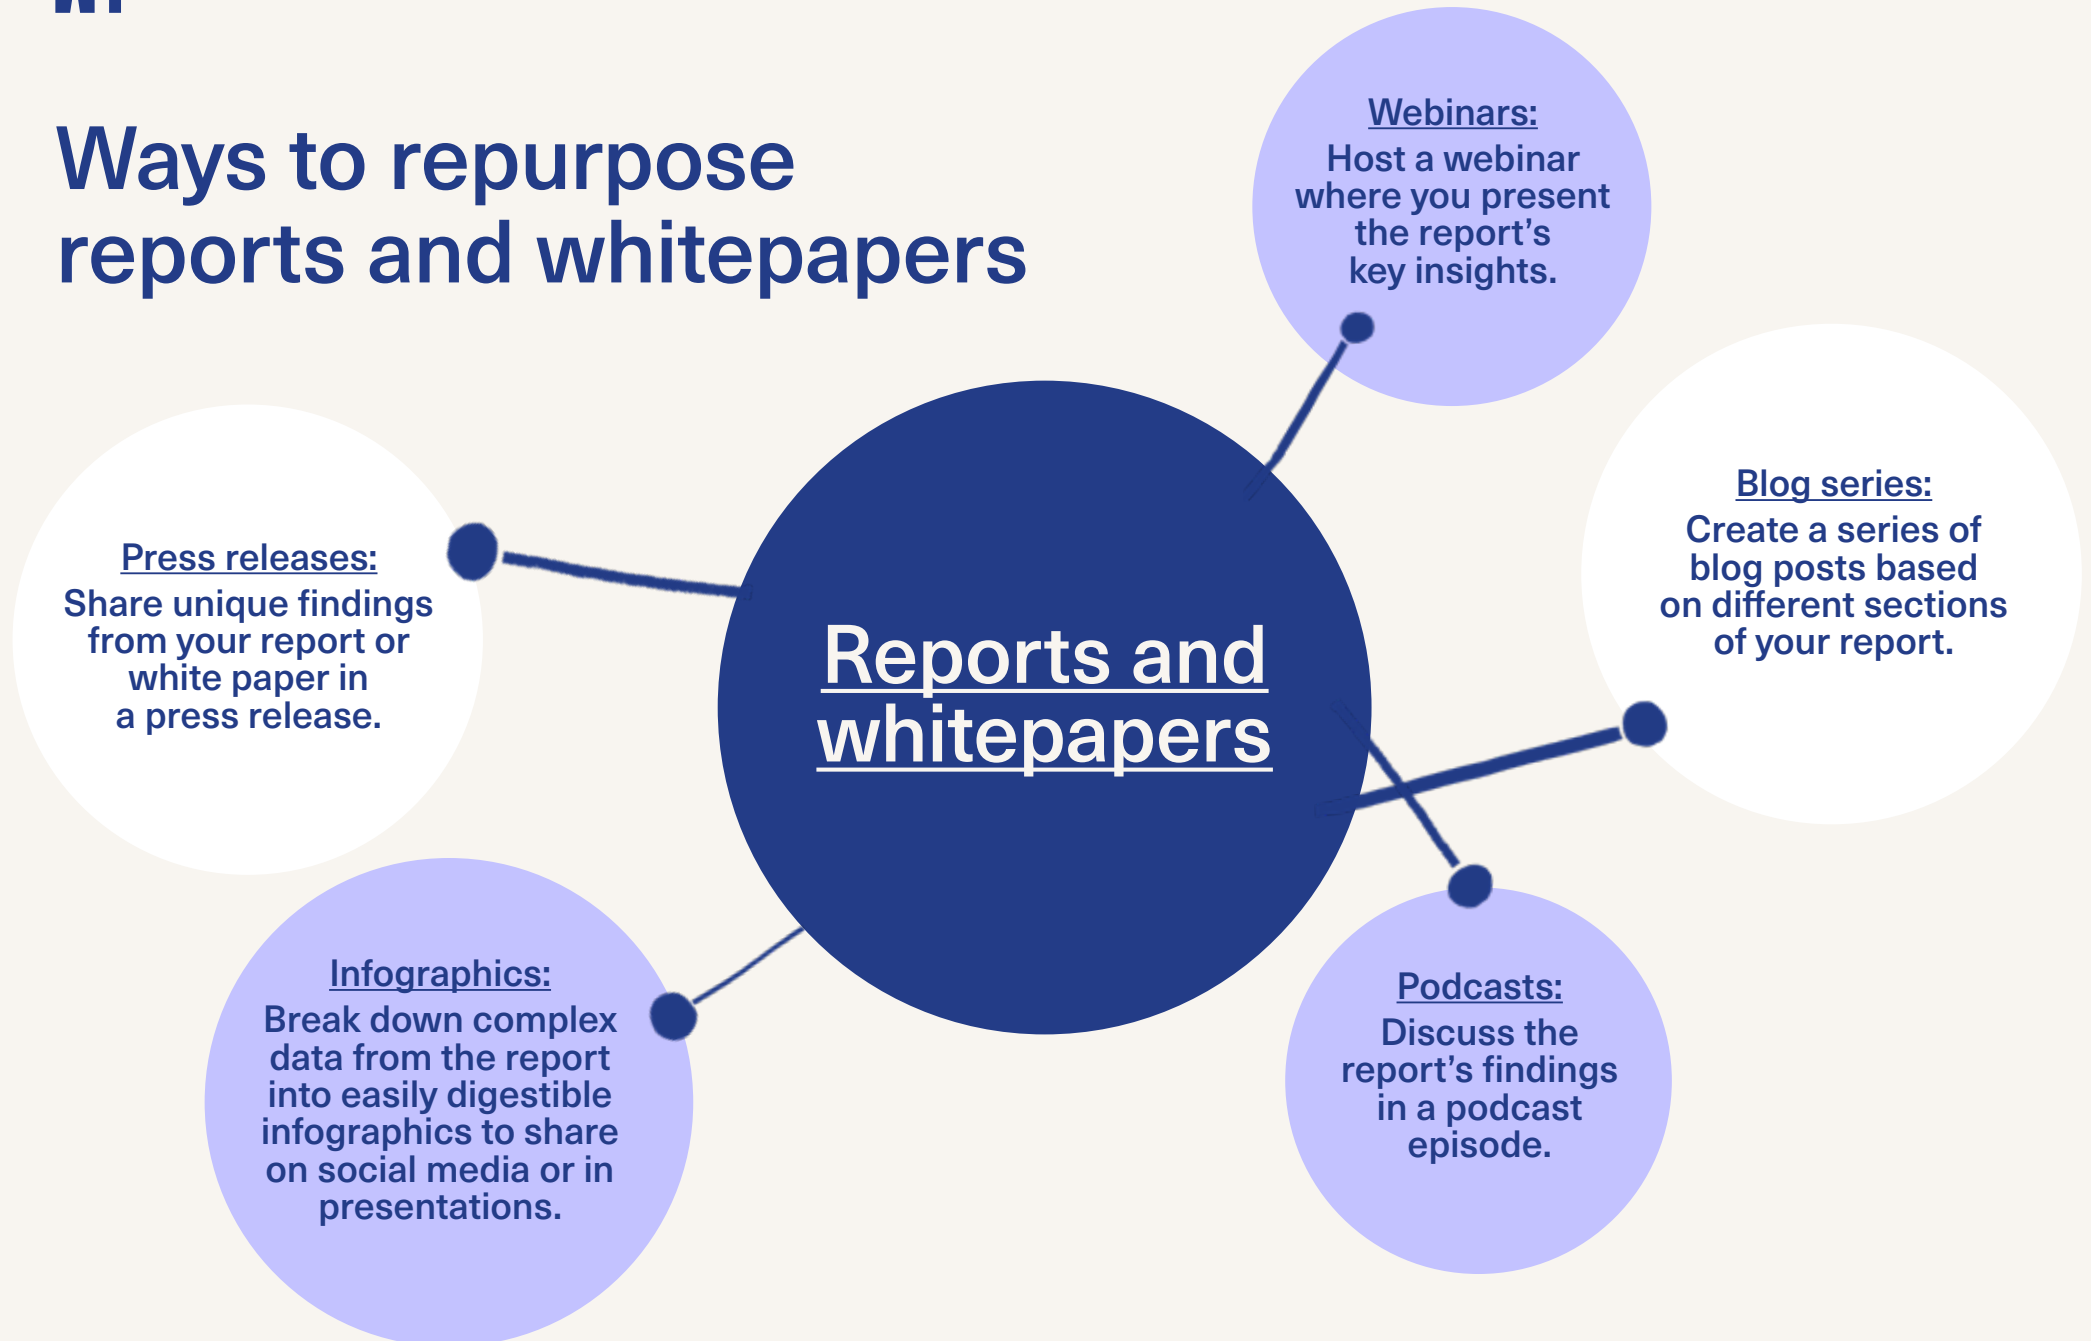 Ways to repurpose
reports and whitepapers
Webinars:
Host a webinar
where you present
the report's
key insights.
Blog series:
Create a series of
blog posts based
on different sections
of your report.
Press releases:
Share unique findings
from your report or
white paper in
a press release.
Reports and
whitepapers
Infographics:
Break down complex
data from the report
into easily digestible
infographics to share
on social media or in
presentations.
Podcasts:
Discuss the
report's findings
in a podcast
episode.